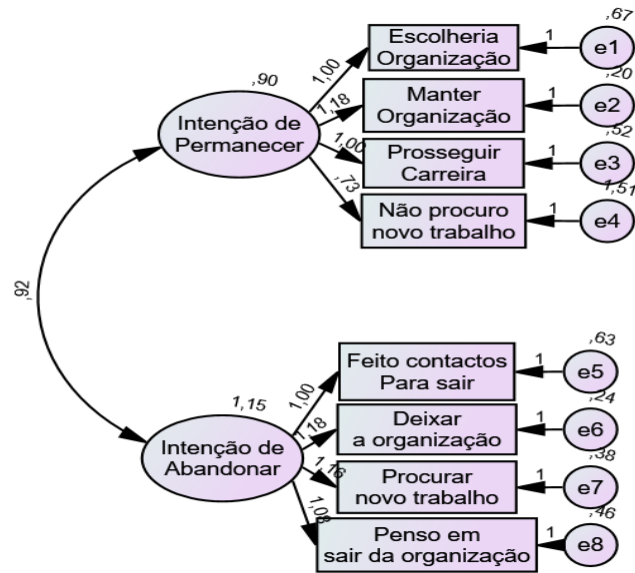 ,67
Escolheria
Organização
1
e1
1,00
,90
,20
Manter
Organização
1
e2
1,18
Intenção de
Permanecer
,52
Prosseguir
Carreira
1
e3
1,00
1,51
Não procuro
novo trabalho
1
e4
,73
,92
,63
Feito contactos
Para sair
1
e5
1,00
1,15
,24
Deixar
a organização
1
e6
1,18
Intenção de
Abandonar
,38
Procurar
novo trabalho
1
e7
1,16
,46
Penso em
sair da organização
1
e8
1,08